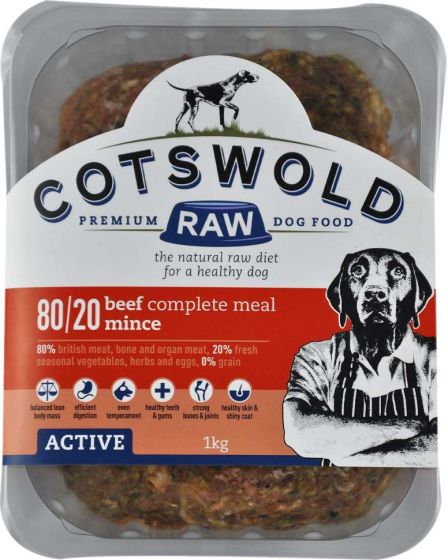 COTSWOLD
PREMIUM RAW DOG FOOD
the natural raw diet
for a healthy dog
80/20 beef complete meal
mince
80% british meat, bone and organ meat, 20% fresh
seasonal vegetables, herbs and eggs, 0% grain
balanced lean
body mass
efficient
digestion
even
temperament
healthy teeth
& gums
strong
bones & joints
healthy skin &
shiny coat
ACTIVE
1kg